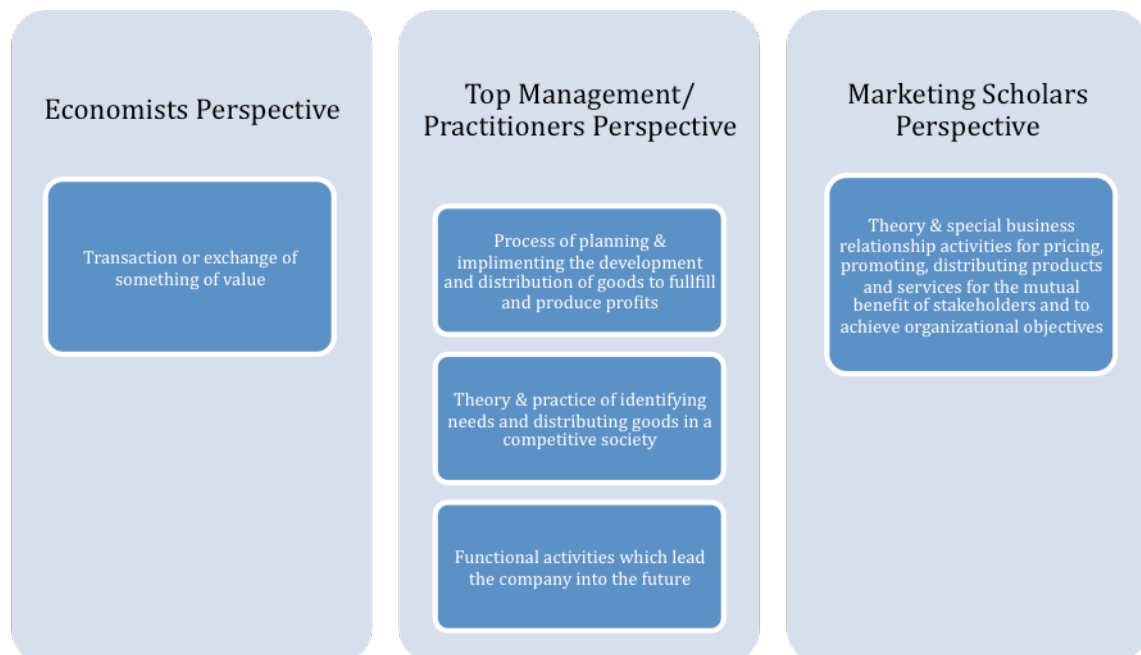 Economists Perspective
Transaction or exchange of
something of value
Top Management/
Practitioners Perspective
Process of planning &
implimenting the development
and distribution of goods to fullfill
and produce profits
Theory & practice of identifying
needs and distributing goods in a
competitive society
Functional activities which lead
the company into the future
Marketing Scholars
Perspective
Theory & special business
relationship activities for pricing,
promoting, distributing products
and services for the mutual
benefit of stakeholders and to
achieve organizational objectives